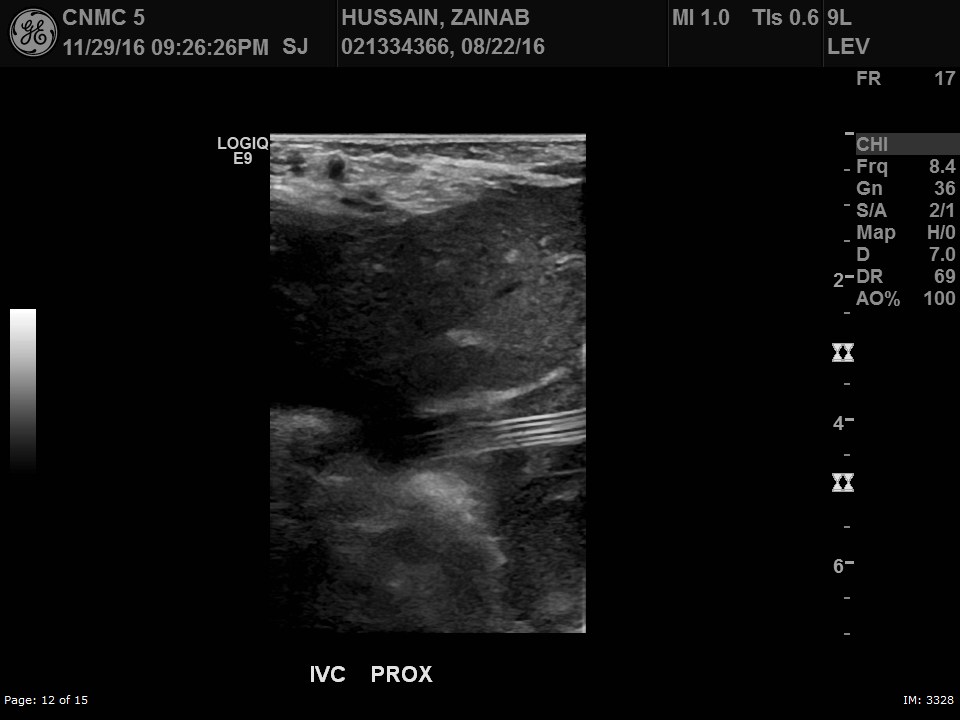 CNMC 5
11/29/16 09:26:26PM SJ
HUSSAIN, ZAINAB
021334366, 08/22/16
MI 1.0 TIs 0.6
9L
LEV
FR 17
LOGIQ
E9
CHI
Frq 8.4
Gn 36
S/A 2/1
Map H/0
D 7.0
DR 69
AO% 100
2
4
6
IVC PROX
Page: 12 of 15
IM: 3328